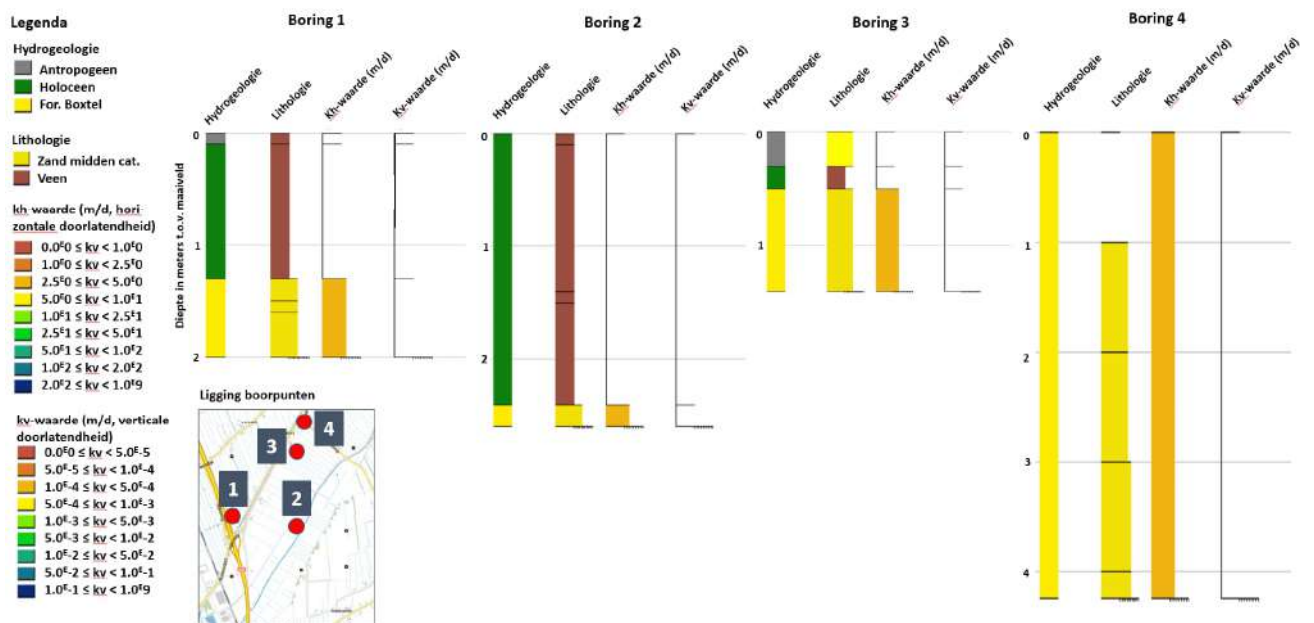 Legenda
Hydrogeologie
Antropogeen
Holoceen
For. Boxtel
Lithologie
Zand midden cat.
Veen
kh-waarde (m/d, hori-
zontale doorlatendheid)
0.0ᴱ0 ≤ kv < 1.0ᴱ0
1.0ᴱ0 ≤ kv < 2.5ᴱ0
2.5ᴱ0 ≤ kv < 5.0ᴱ0
5.0ᴱ0 ≤ kv < 1.0ᴱ1
1.0ᴱ1 ≤ kv < 2.5ᴱ1
2.5ᴱ1 ≤ kv < 5.0ᴱ1
5.0ᴱ1 ≤ kv < 1.0ᴱ2
1.0ᴱ2 ≤ kv < 2.0ᴱ2
2.0ᴱ2 ≤ kv < 1.0ᴱ9
kv-waarde (m/d, verticale
doorlatendheid)
0.0ᴱ0 ≤ kv < 5.0ᴱ-5
5.0ᴱ-5 ≤ kv < 1.0ᴱ-4
1.0ᴱ-4 ≤ kv < 5.0ᴱ-4
5.0ᴱ-4 ≤ kv < 1.0ᴱ-3
1.0ᴱ-3 ≤ kv < 5.0ᴱ-3
5.0ᴱ-3 ≤ kv < 1.0ᴱ-2
1.0ᴱ-2 ≤ kv < 5.0ᴱ-2
5.0ᴱ-2 ≤ kv < 1.0ᴱ-1
1.0ᴱ-1 ≤ kv < 1.0ᴱ9
Boring 1
Hydrogeologie
Lithologie
Kh-waarde (m/d)
Kv-waarde (m/d)
Diepte in meters t.o.v. maaiveld
0
1
2
Ligging boorpunten
4
3
1
2
Boring 2
Hydrogeologie
Lithologie
Kh-waarde (m/d)
Kv-waarde (m/d)
0
1
2
Boring 3
Hydrogeologie
Lithologie
Kh-waarde (m/d)
Kv-waarde (m/d)
0
1
Boring 4
Hydrogeologie
Lithologie
Kh-waarde (m/d)
Kv-waarde (m/d)
0
1
2
3
4